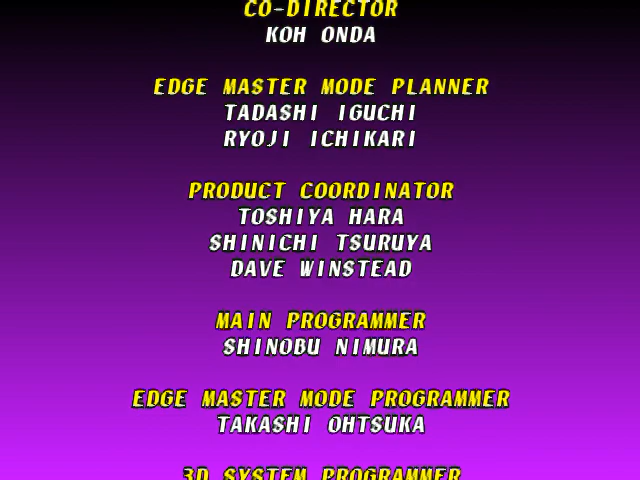 CO-DIRECTOR
KOH ONDA
EDGE MASTER MODE PLANNER
TADASHI IGUCHI
RYOJI ICHIKARI
PRODUCT COORDINATOR
TOSHIYA HARA
SHINICHI TSURUYA
DAVE WINSTEAD
MAIN PROGRAMMER
SHINOBU NIMURA
EDGE MASTER MODE PROGRAMMER
TAKASHI OHTSUKA
3D SYSTEM PROGRAMMER